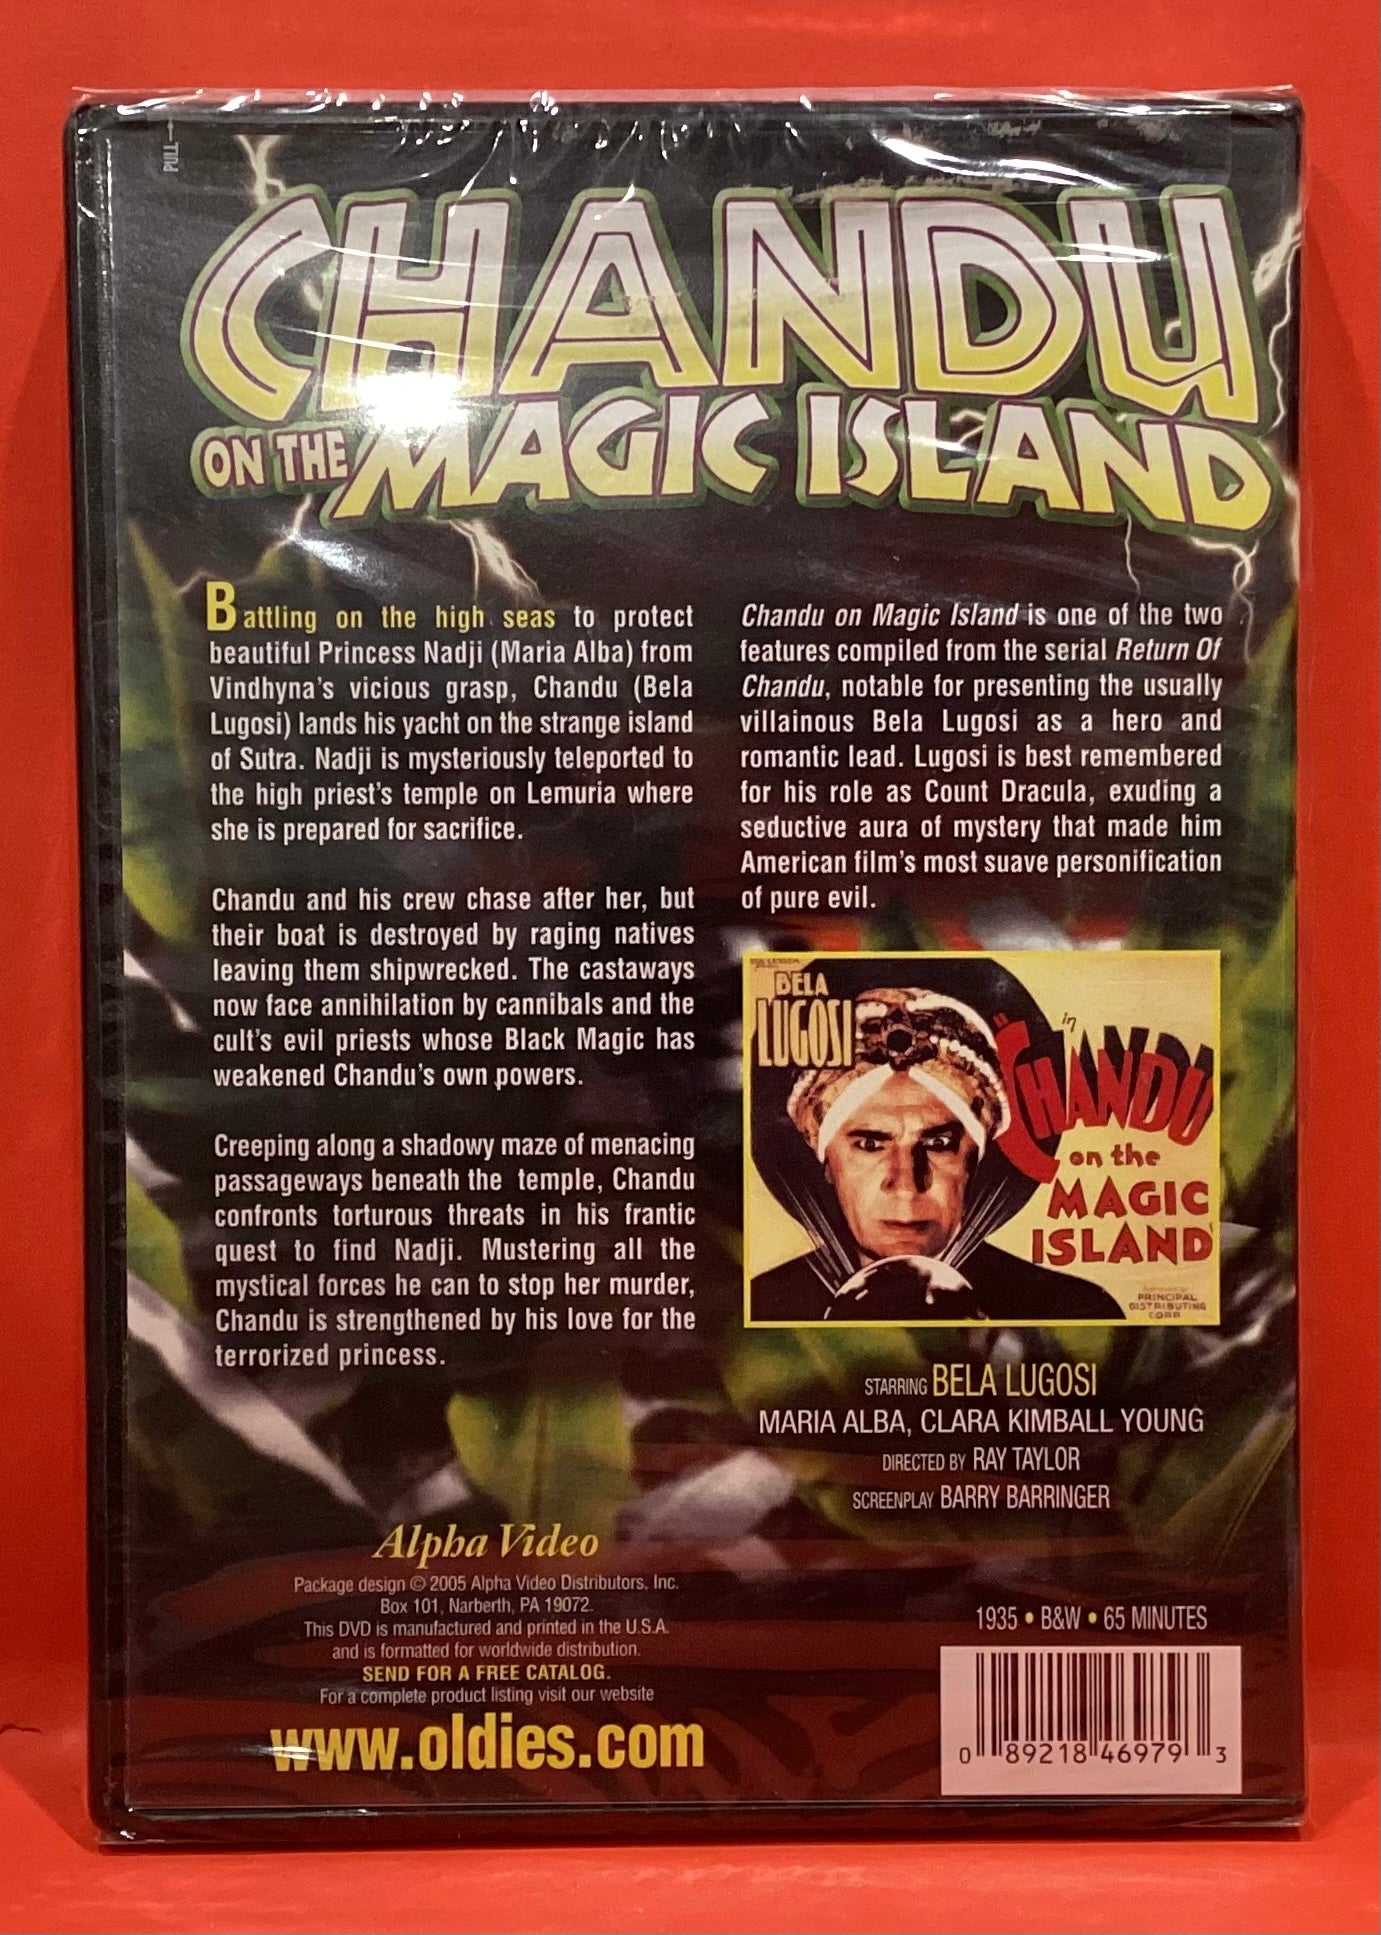 PULL
CHANDU
ON THE MAGIC ISLAND
Battling on the high seas to protect
beautiful Princess Nadji (Maria Alba) from
Vindhyna's vicious grasp, Chandu (Bela
Lugosi) lands his yacht on the strange island
of Sutra. Nadji is mysteriously teleported to
the high priest's temple on Lemuria where
she is prepared for sacrifice.
Chandu and his crew chase after her, but
their boat is destroyed by raging natives
leaving them shipwrecked. The castaways
now face annihilation by cannibals and the
cult's evil priests whose Black Magic has
weakened Chandu's own powers.
Creeping along a shadowy maze of menacing
passageways beneath the temple, Chandu
confronts torturous threats in his frantic
quest to find Nadji. Mustering all the
mystical forces he can to stop her murder,
Chandu is strengthened by his love for the
terrorized princess.
Chandu on Magic Island is one of the two
features compiled from the serial Return Of
Chandu, notable for presenting the usually
villainous Bela Lugosi as a hero and
romantic lead. Lugosi is best remembered
for his role as Count Dracula, exuding a
seductive aura of mystery that made him
American film's most suave personification
of pure evil.
BELA
LUGOSI
in
"CHANDU
on the
MAGIC
ISLAND
PRINCIPAL
DISTRIBUTING
CORP.
STARRING BELA LUGOSI
MARIA ALBA, CLARA KIMBALL YOUNG
DIRECTED BY RAY TAYLOR
SCREENPLAY BARRY BARRINGER
Alpha Video
Package design © 2005 Alpha Video Distributors, Inc.
Box 101, Narberth, PA 19072.
This DVD is manufactured and printed in the U.S.A.
and is formatted for worldwide distribution.
SEND FOR A FREE CATALOG.
For a complete product listing visit our website
www.oldies.com
1935 • B&W • 65 MINUTES
0 89218 46979 3